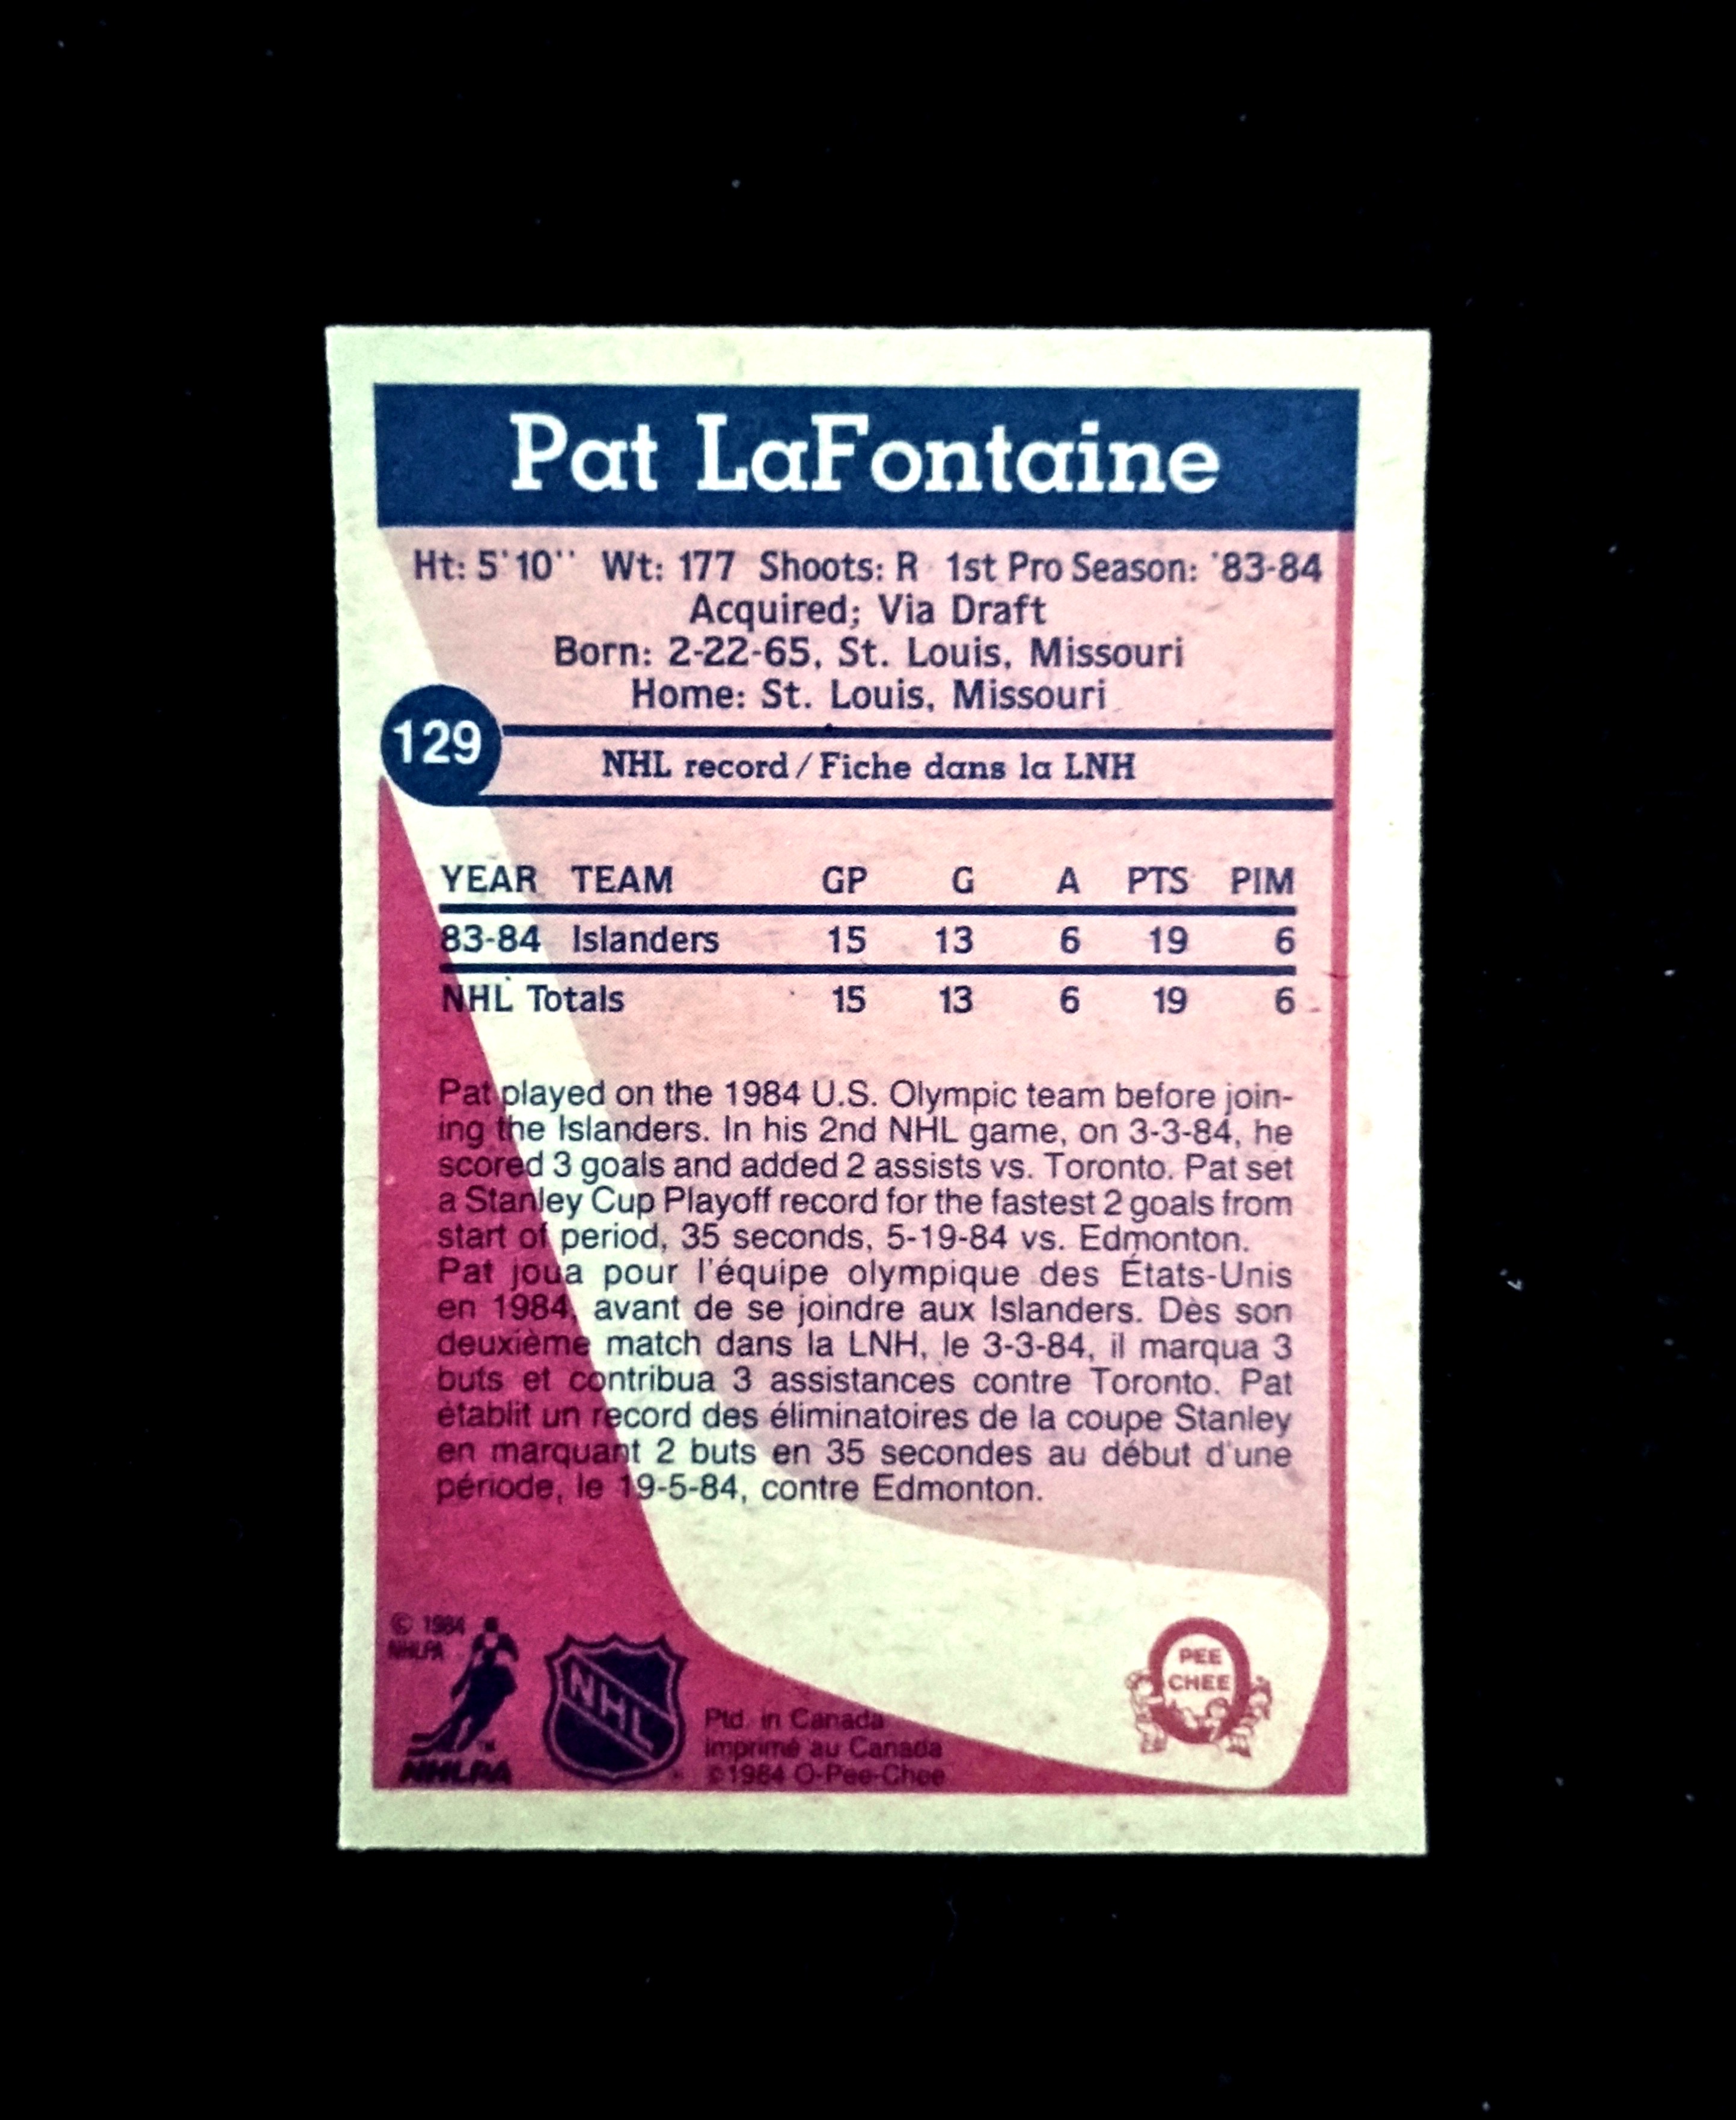 Pat LaFontaine
Ht: 5'10'' Wt: 177 Shoots: R 1st Pro Season: '83-84
Acquired; Via Draft
Born: 2-22-65, St. Louis, Missouri
Home: St. Louis, Missouri
129
NHL record/Fiche dans la LNH
YEAR TEAM GP G A PTS PIM
83-84 Islanders 15 13 6 19 6
NHL Totals 15 13 6 19 6
Pat played on the 1984 U.S. Olympic team before join-
ing the Islanders. In his 2nd NHL game, on 3-3-84, he
scored 3 goals and added 2 assists vs. Toronto. Pat set
a Stanley Cup Playoff record for the fastest 2 goals from
start of period, 35 seconds, 5-19-84 vs. Edmonton.
Pat joua pour l'équipe olympique des États-Unis
en 1984, avant de se joindre aux Islanders. Dès son
deuxième match dans la LNH, le 3-3-84, il marqua 3
buts et contribua 3 assistances contre Toronto. Pat
établit un record des éliminatoires de la coupe Stanley
en marquant 2 buts en 35 secondes au début d'une
période, le 19-5-84, contre Edmonton.
© 1984
NHLPA
NHLPA
NHL
Ptd. in Canada
Imprimé au Canada
©1984 O-Pee-Chee
O
PEE
CHEE